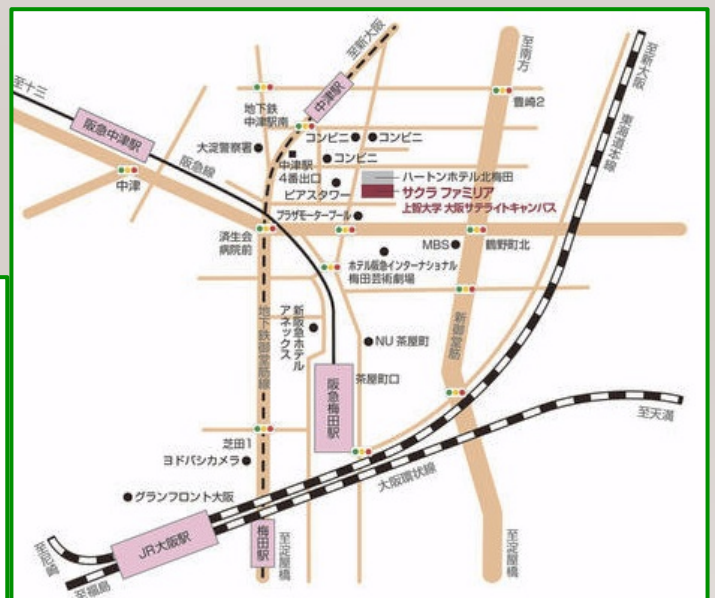 至新大阪
至南方
至新大阪
至十三
中津駅
豊崎2
地下鉄
中津駅南
阪急中津駅
東海道本線
コンビニ
コンビニ
大淀警察署
阪急線
中津駅
4番出口
コンビニ
ハートンホテル北梅田
中津
ピアスタワー
サクラ ファミリア
上智大学 大阪サテライトキャンパス
プラザモータープール
済生会
病院前
MBS
鶴野町北
ホテル阪急インターナショナル
梅田芸術劇場
地下鉄御堂筋線
新阪急ホテル
アネックス
新御堂筋
NU 茶屋町
阪急梅田駅
茶屋町口
至天満
芝田1
ヨドバシカメラ
大阪環状線
グランフロント大阪
JR大阪駅
梅田駅
至淀屋橋
至淀屋橋
至尼崎
至福島